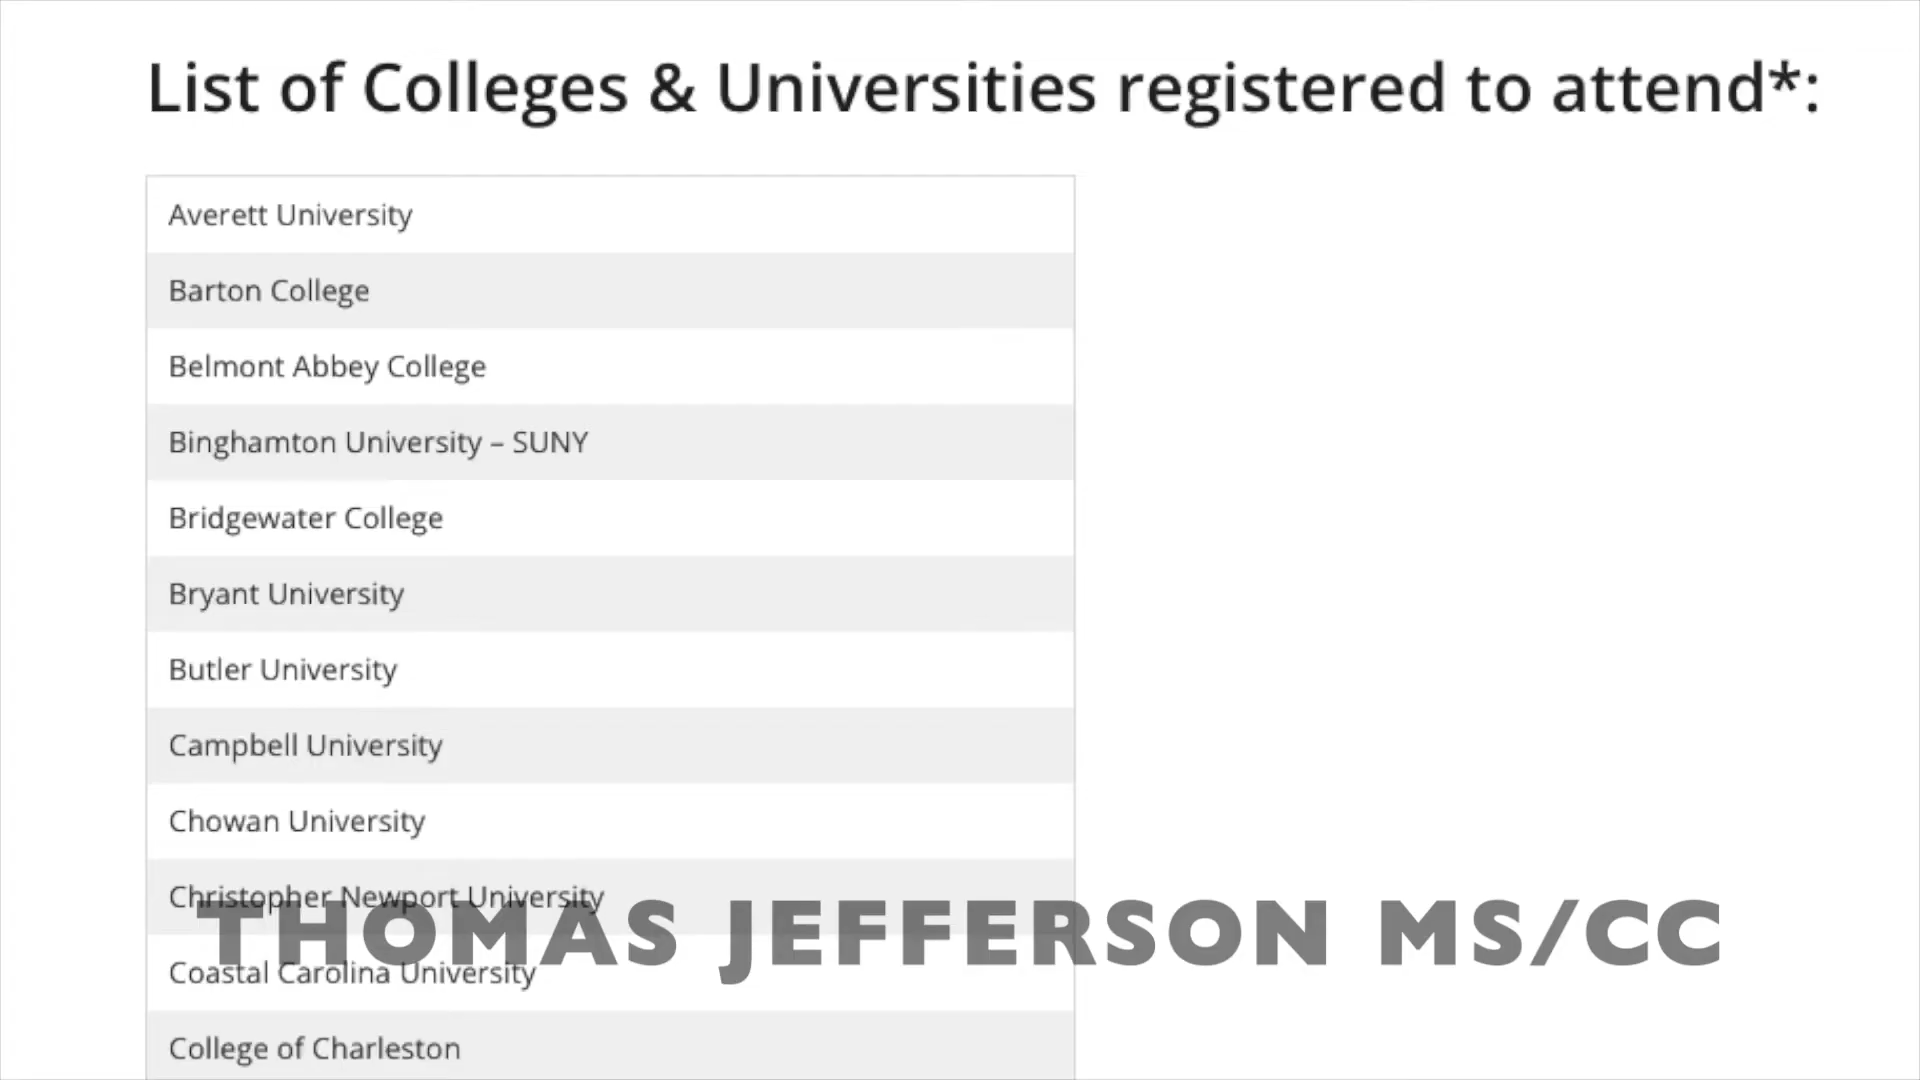 List of Colleges & Universities registered to attend*:
Averett University
Barton College
Belmont Abbey College
Binghamton University – SUNY
Bridgewater College
Bryant University
Butler University
Campbell University
Chowan University
Christopher Newport University
THOMAS JEFFERSON MS/CC
Coastal Carolina University
College of Charleston